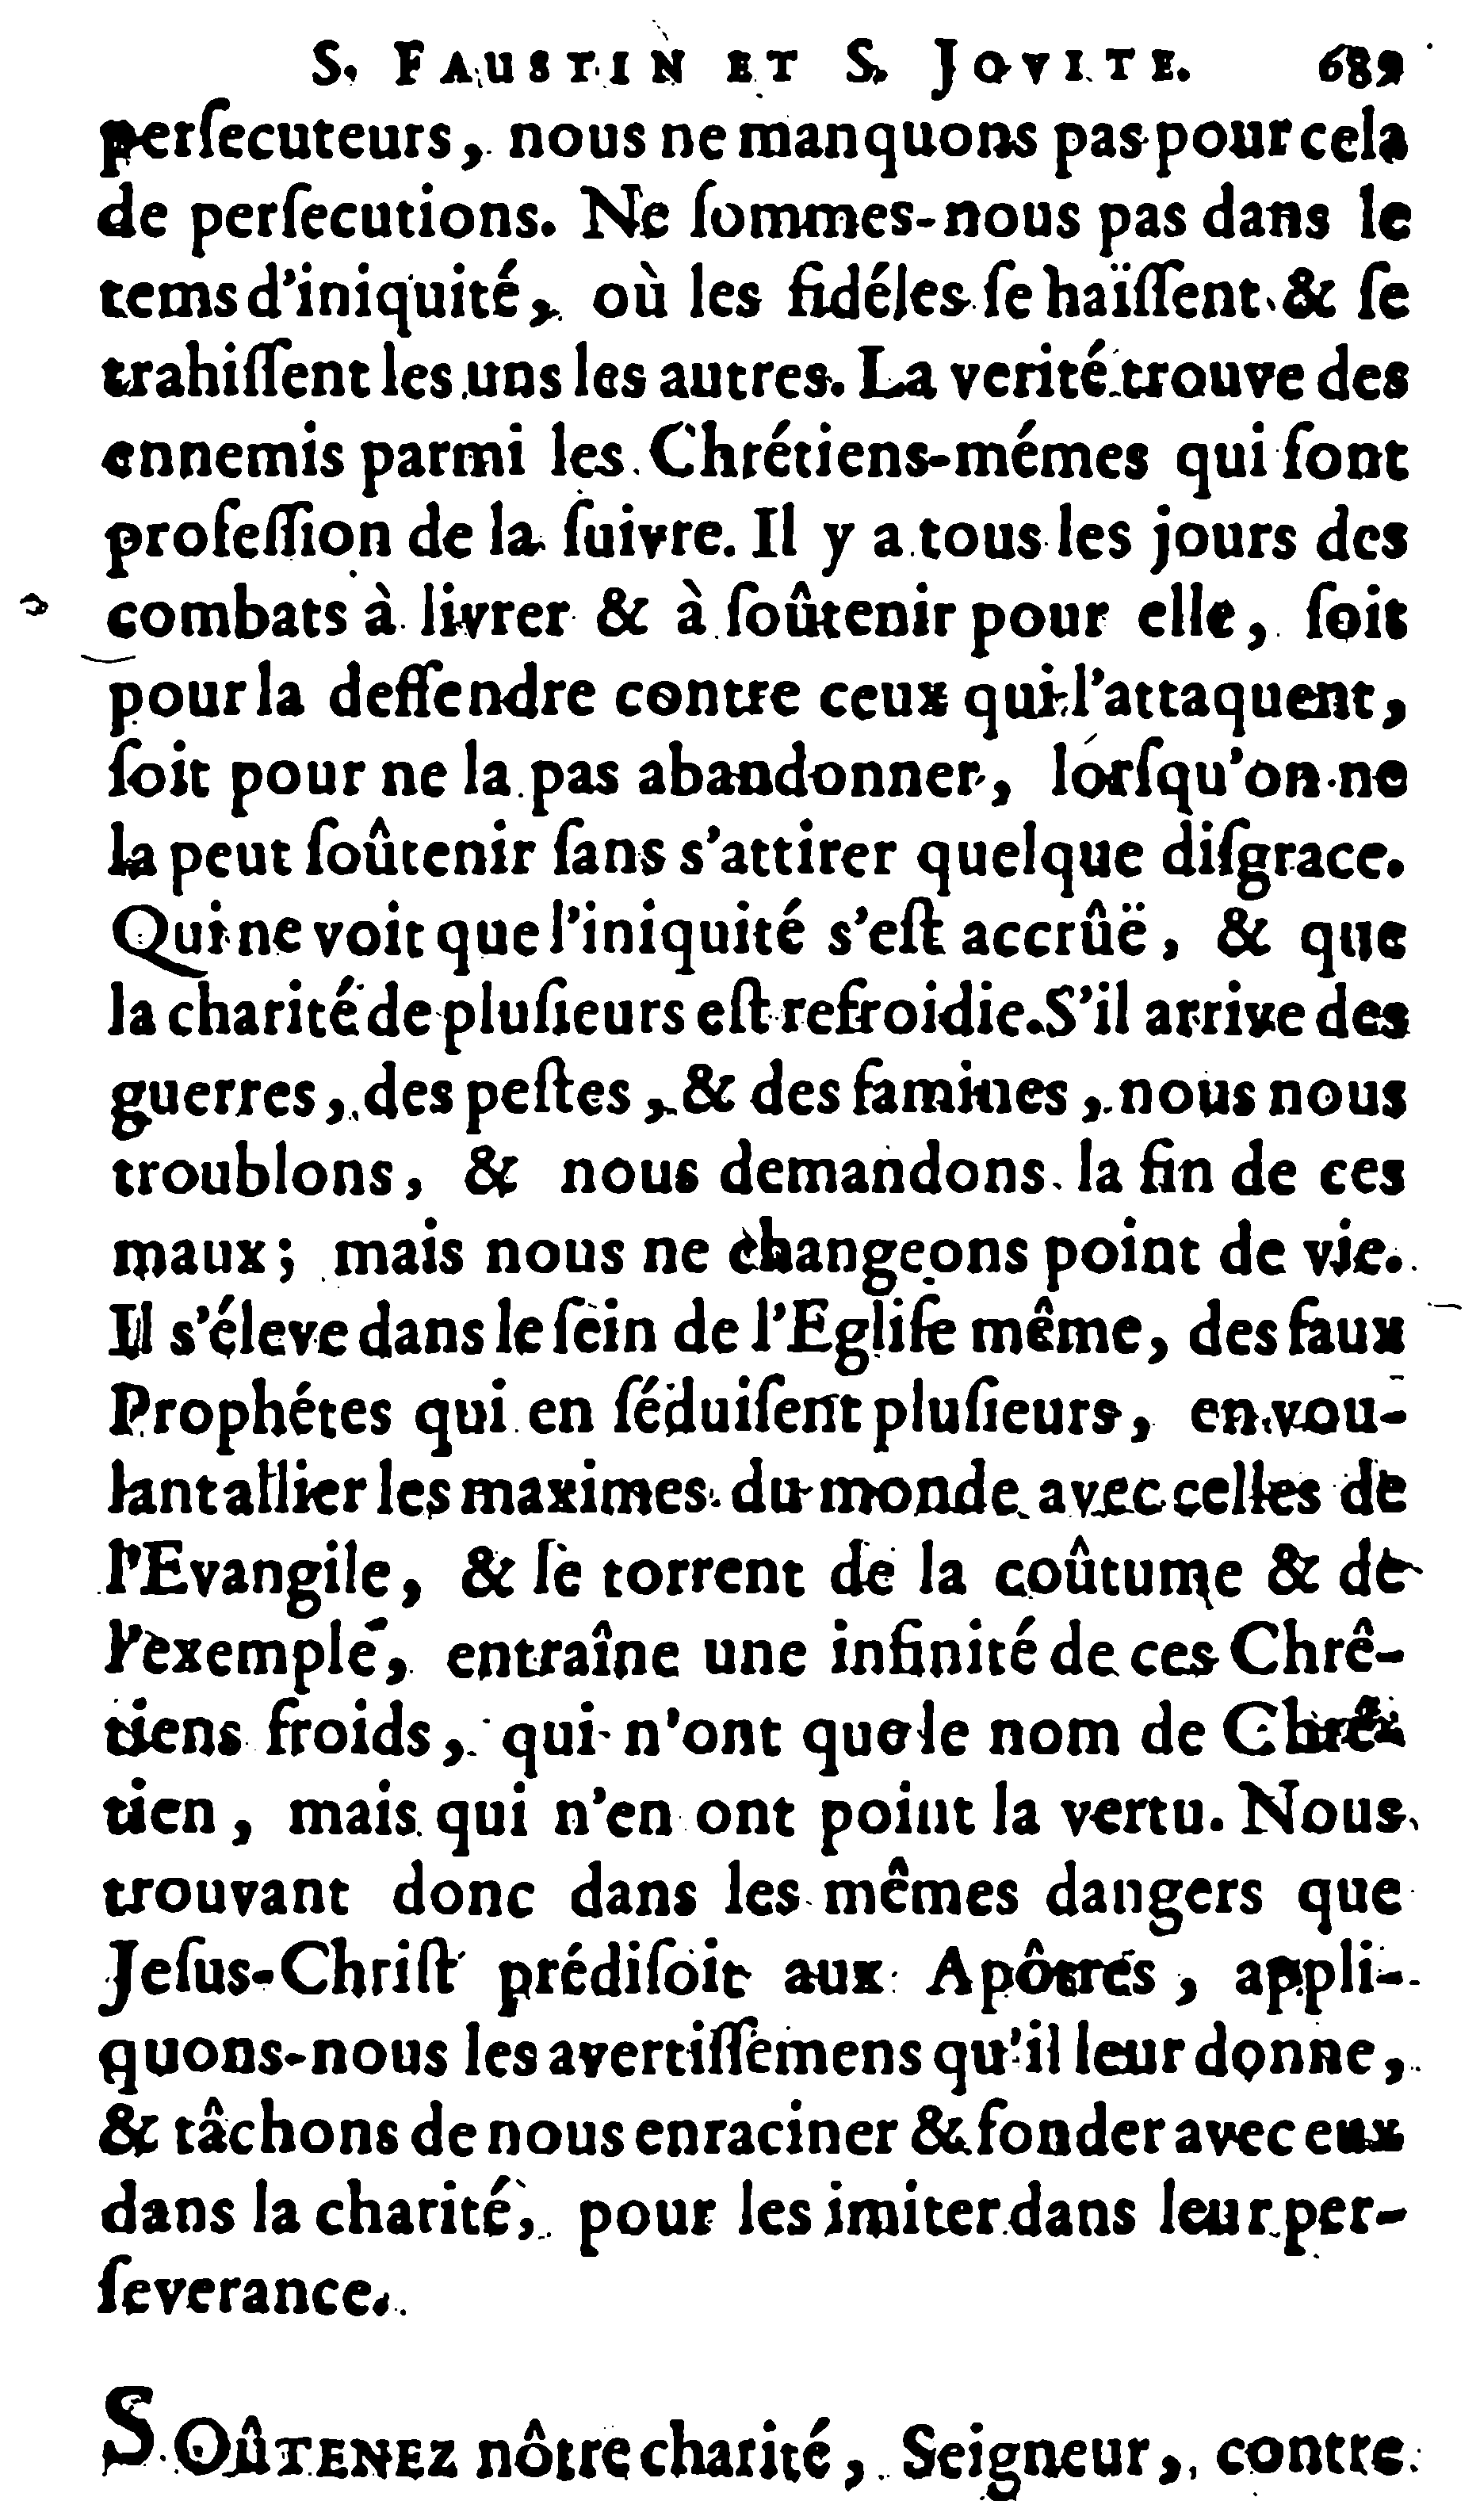 S. FAUSTIN ET S. JOVITE. 689
perſecuteurs, nous ne manquons pas pour cela
de perſecutions. Ne ſommes-nous pas dans le
tems d'iniquité, où les fidéles ſe haïſſent & ſe
trahiſſent les uns les autres. La verité trouve des
ennemis parmi les Chrétiens-mémes qui font
profeſſion de la ſuivre. Il y a tous les jours des
combats à livrer & à ſoûtenir pour elle, ſoit
pour la deffendre contre ceux qui l'attaquent,
ſoit pour ne la pas abandonner, lorſqu'on ne
la peut ſoûtenir ſans s'attirer quelque diſgrace.
Qui ne voit que l'iniquité s'eſt accrûë, & que
la charité de pluſieurs eſt refroidie. S'il arrive des
guerres, des peſtes, & des famines, nous nous
troublons, & nous demandons la fin de ces
maux; mais nous ne changeons point de vie.
Il s'éleve dans le ſein de l'Egliſe même, des faux
Prophétes qui en ſéduiſent pluſieurs, en vou-
lant allier les maximes du monde avec celles de
l'Evangile, & le torrent de la coûtume & de
l'exemple, entraîne une infinité de ces Chrê-
tiens froids, qui n'ont que le nom de Chrê-
tien, mais qui n'en ont point la vertu. Nous
trouvant donc dans les mêmes dangers que
Jeſus-Chriſt prédiſoit aux Apôtres, appli-
quons-nous les avertiſſemens qu'il leur donne,
& tâchons de nous enraciner & fonder avec eux
dans la charité, pour les imiter dans leur per-
ſeverance.
SOÛTENEZ nôtre charité, Seigneur, contre